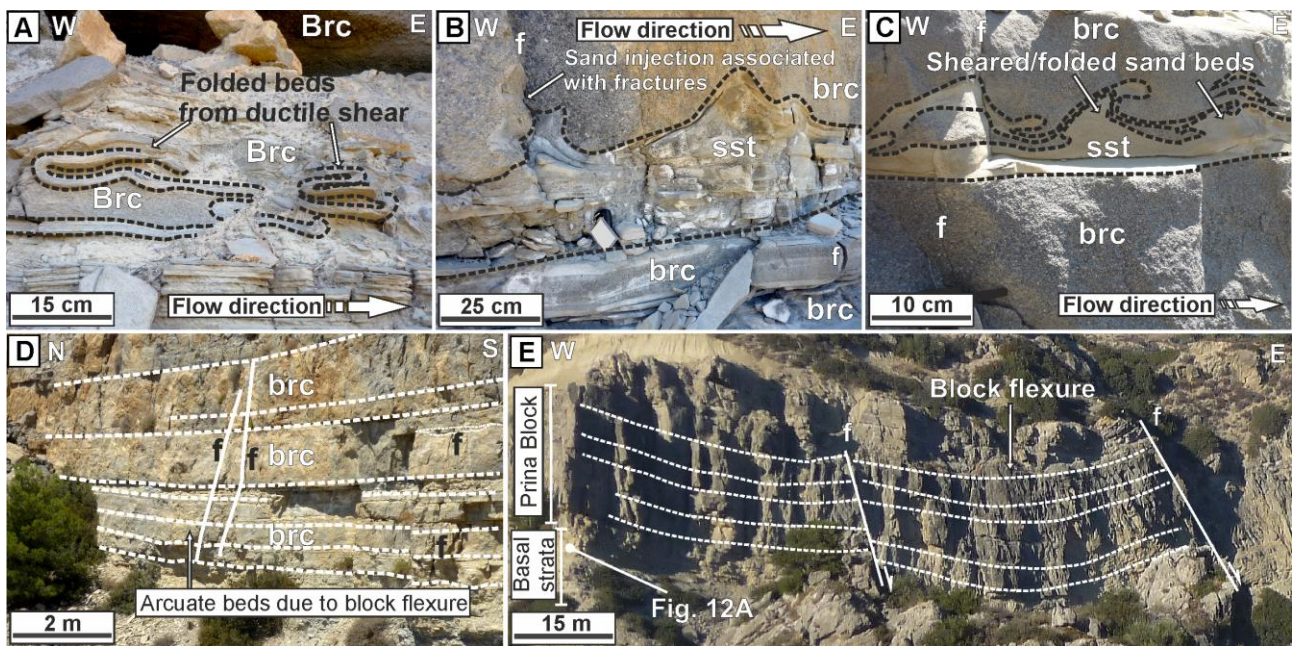 A W
Brc
E
Folded beds
from ductile shear
Brc
Brc
15 cm
Flow direction
B W
f
Flow direction
E
Sand injection associated
with fractures
brc
sst
brc
f
brc
25 cm
C W
f
brc
E
Sheared/folded sand beds
sst
f
brc
10 cm
Flow direction
D N
S
brc
f
f
brc
f
brc
f
Arcuate beds due to block flexure
2 m
E W
E
Block flexure
f
f
Prina Block
Basal
strata
Fig. 12A
15 m